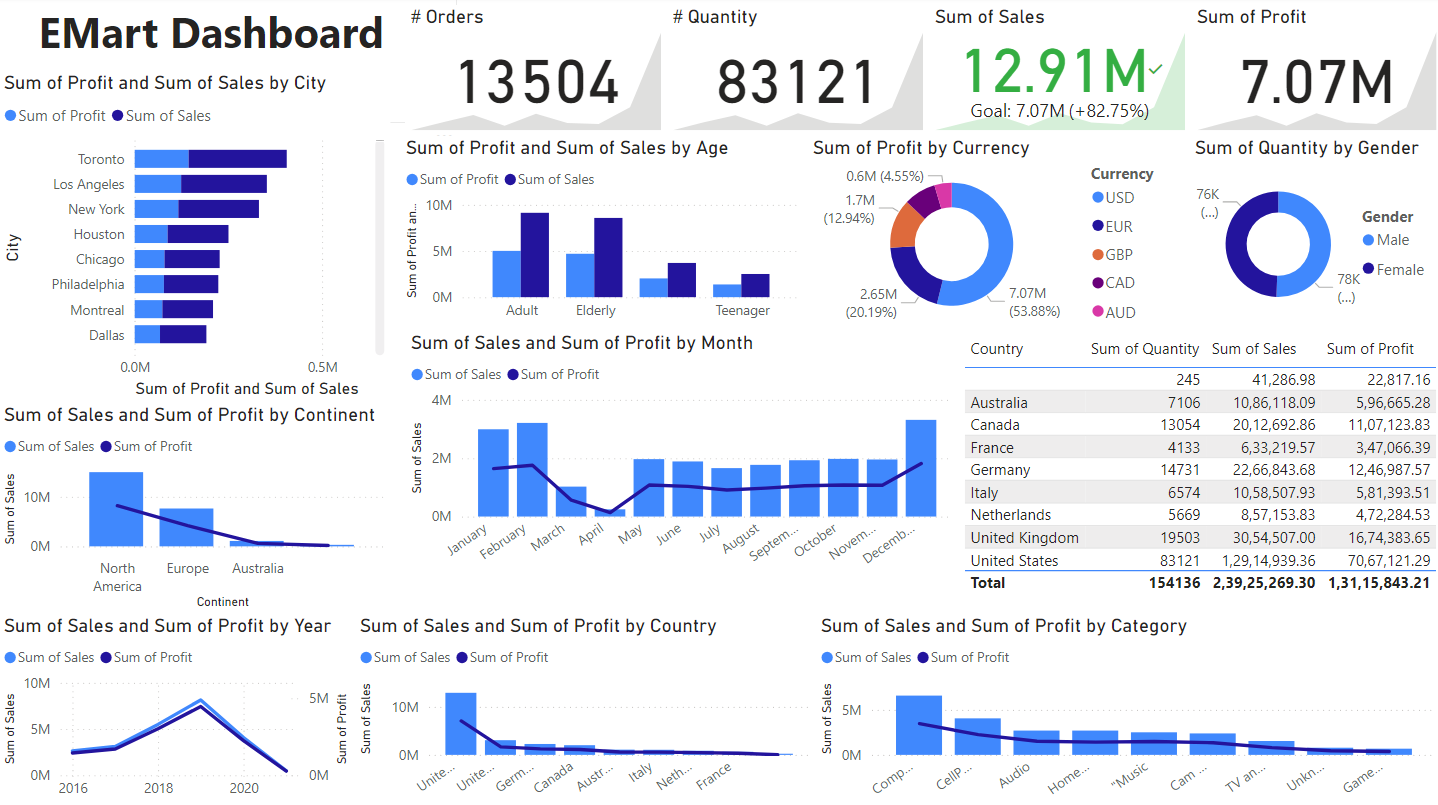 EMart Dashboard
# Orders
13504
# Quantity
83121
Sum of Sales
12.91M
Goal: 7.07M (+82.75%)
Sum of Profit
7.07M
Sum of Profit and Sum of Sales by City
Sum of Profit Sum of Sales
City
Toronto
Los Angeles
New York
Houston
Chicago
Philadelphia
Montreal
Dallas
0.0M 0.5M
Sum of Profit and Sum of Sales
Sum of Profit and Sum of Sales by Age
Sum of Profit Sum of Sales
Sum of Profit an...
10M
5M
0M
Adult Elderly Teenager
Sum of Profit by Currency
0.6M (4.55%)
1.7M
(12.94%)
2.65M
(20.19%)
7.07M
(53.88%)
Currency
USD
EUR
GBP
CAD
AUD
Sum of Quantity by Gender
76K
(...)
78K
(...)
Gender
Male
Female
Sum of Sales and Sum of Profit by Month
Sum of Sales Sum of Profit
Sum of Sales
4M
2M
0M
January February March April May June July August Septem... October Novem... Decemb...
Country Sum of Quantity Sum of Sales Sum of Profit
245 41,286.98 22,817.16
Australia 7106 10,86,118.09 5,96,665.28
Canada 13054 20,12,692.86 11,07,123.83
France 4133 6,33,219.57 3,47,066.39
Germany 14731 22,66,843.68 12,46,987.57
Italy 6574 10,58,507.93 5,81,393.51
Netherlands 5669 8,57,153.83 4,72,284.53
United Kingdom 19503 30,54,507.00 16,74,383.65
United States 83121 1,29,14,939.36 70,67,121.29
Total 154136 2,39,25,269.30 1,31,15,843.21
Sum of Sales and Sum of Profit by Continent
Sum of Sales Sum of Profit
Sum of Sales
10M
0M
North
America
Europe Australia
Continent
Sum of Sales and Sum of Profit by Year
Sum of Sales Sum of Profit
Sum of Sales
10M
5M
0M
5M
0M
Sum of Profit
2016 2018 2020
Sum of Sales and Sum of Profit by Country
Sum of Sales Sum of Profit
Sum of Sales
10M
0M
Unite... Unite... Germ... Canada Austr... Italy Neth... France
Sum of Sales and Sum of Profit by Category
Sum of Sales Sum of Profit
Sum of Sales
5M
0M
Comp... CellP... Audio Home... "Music Cam ... TV an... Unkn... Game...